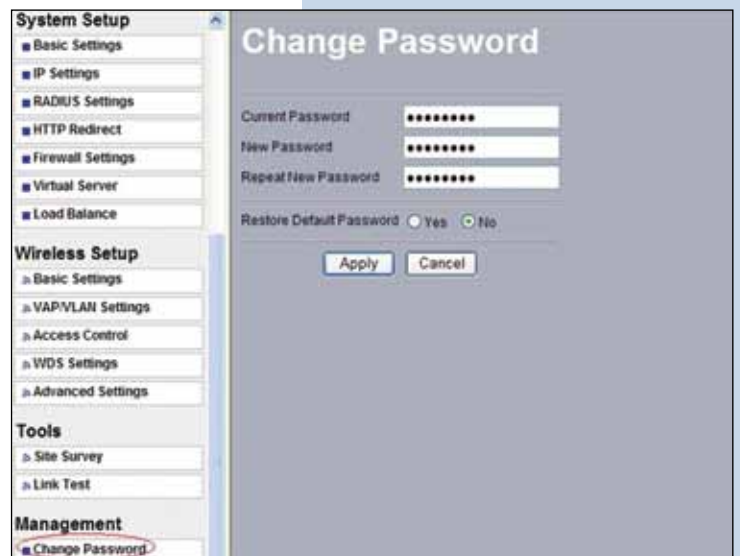 System Setup
Basic Settings
IP Settings
RADIUS Settings
HTTP Redirect
Firewall Settings
Virtual Server
Load Balance
Wireless Setup
Basic Settings
VAP/VLAN Settings
Access Control
WDS Settings
Advanced Settings
Tools
Site Survey
Link Test
Management
Change Password
Change Password
Current Password ●●●●●●●●
New Password ●●●●●●●●
Repeat New Password ●●●●●●●●
Restore Default Password Yes No
Apply Cancel